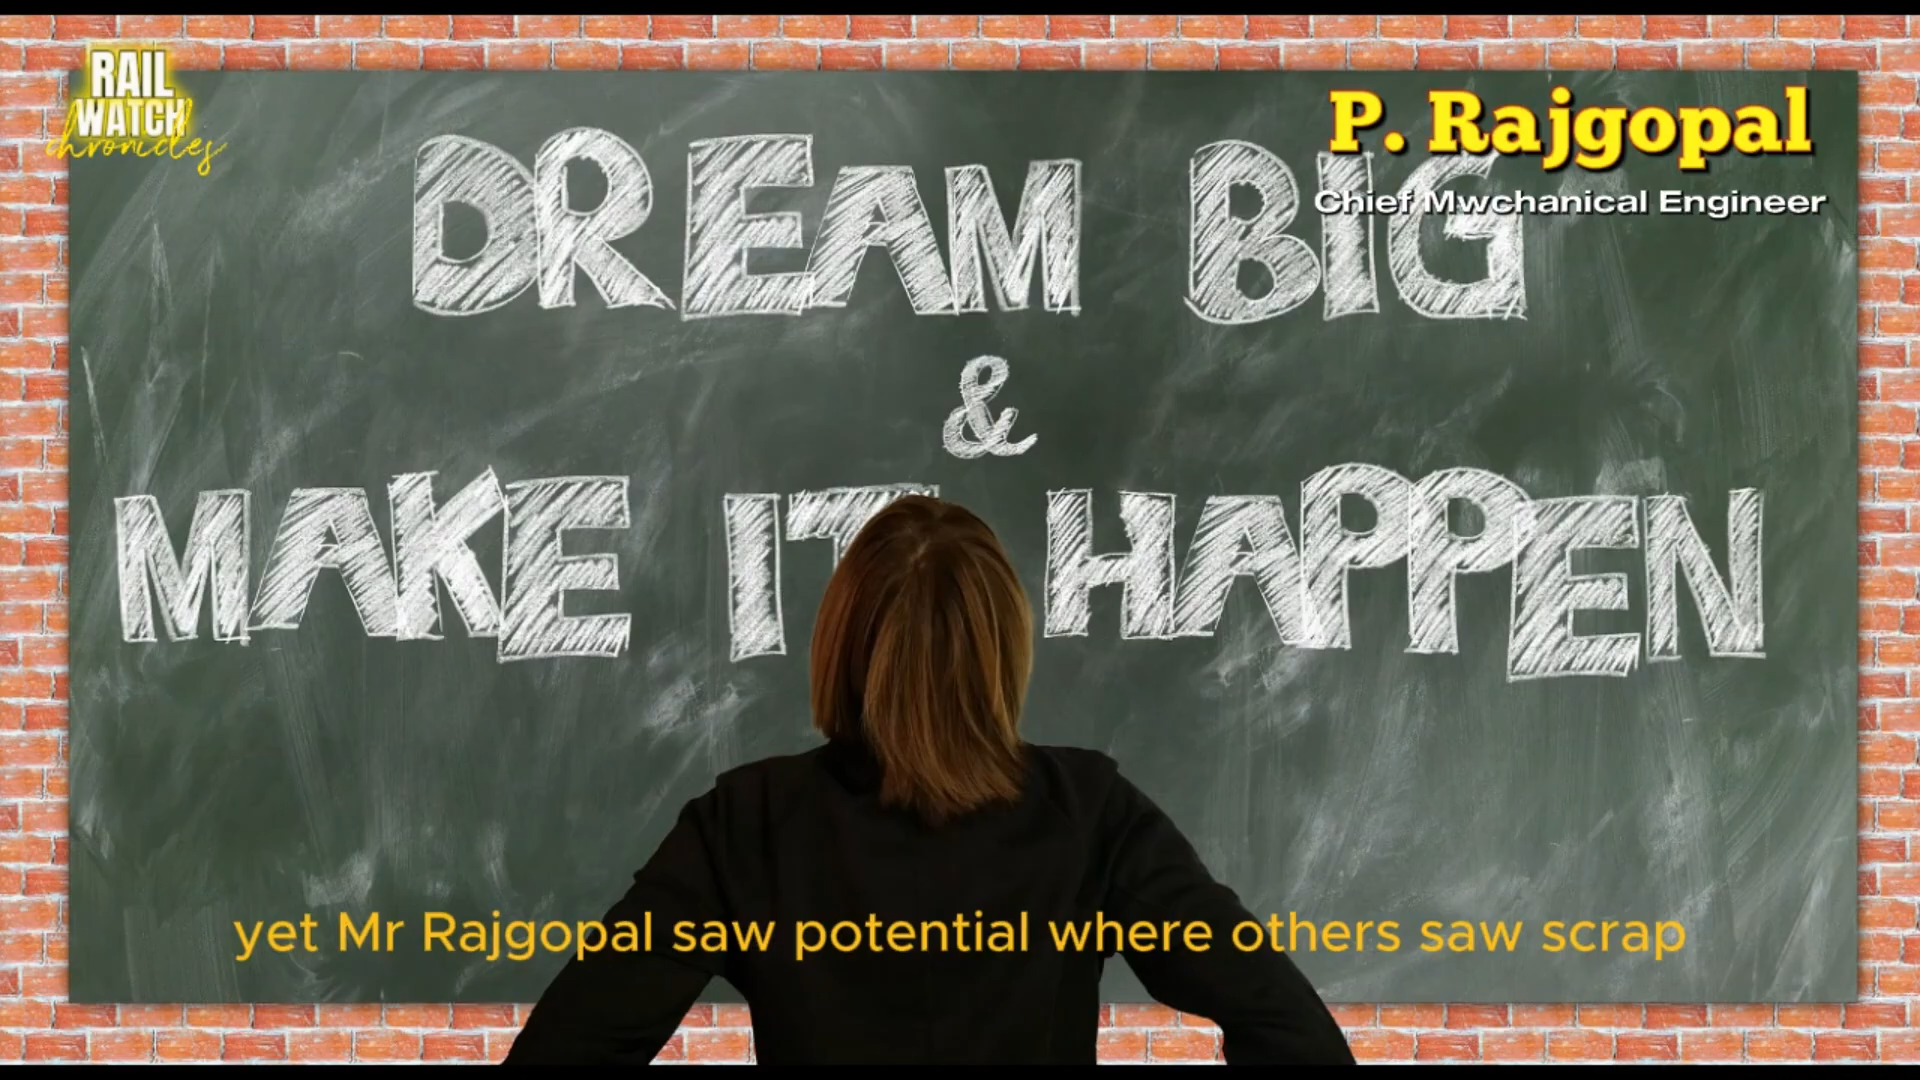 RAIL
WATCH
chronicles
P. Rajgopal
Chief Mwchanical Engineer
DREAM BIG
&
MAKE IT HAPPEN
yet Mr Rajgopal saw potential where others saw scrap